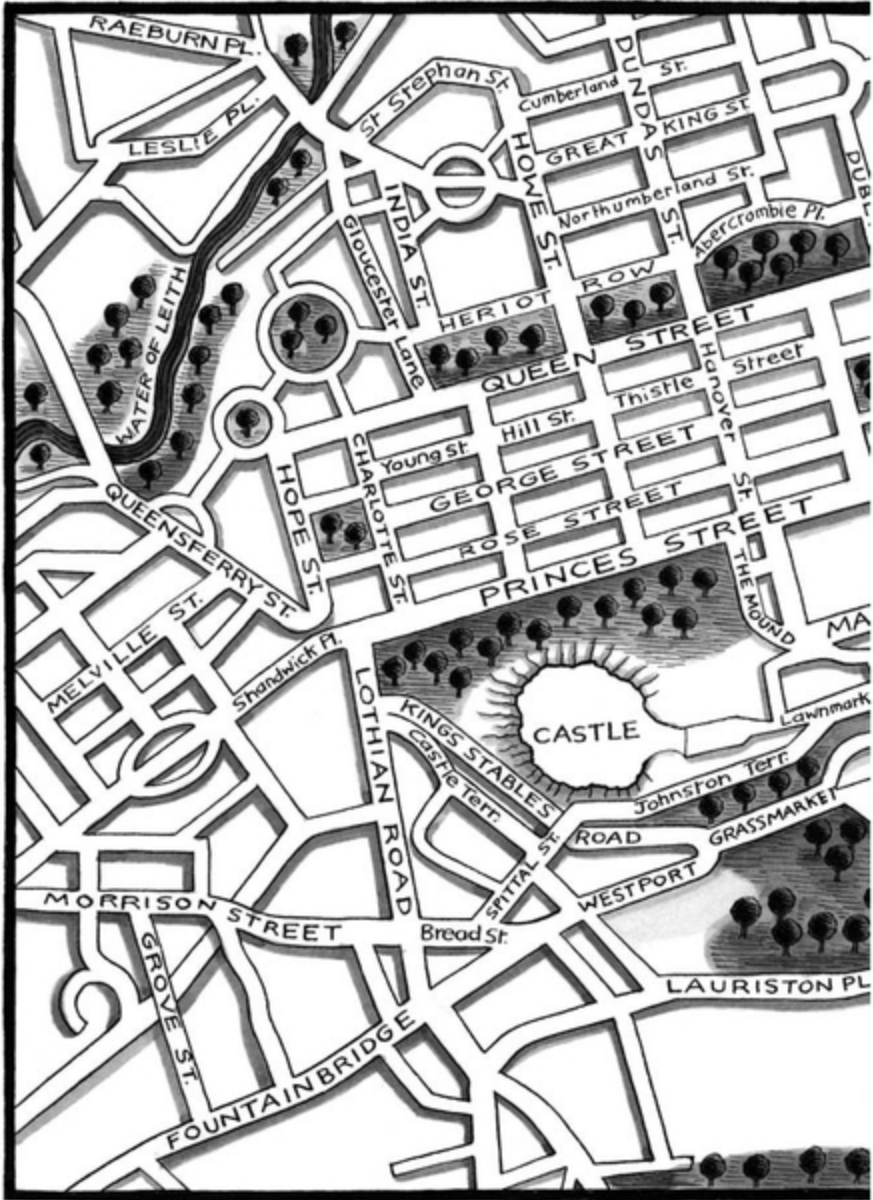 RAEBURN PL.
LESLIE PL.
St Stephan St.
Cumberland St.
DUNDAS ST.
GREAT KING ST
HOWE ST.
Northumberland St.
Abercrombie Pl.
DUBL
INDIA ST.
Gloucester Lane
WATER OF LEITH
HERIOT ROW
QUEEN STREET
Hanover St.
Thistle Street
Hill St.
Young St.
CHARLOTTE ST.
GEORGE STREET
HOPE ST.
ROSE STREET
QUEENSFERRY ST.
PRINCES STREET
THE MOUND
MA
MELVILLE ST.
Shandwick Pl.
LOTHIAN ROAD
KINGS STABLES ROAD
Castle Terr.
CASTLE
Lawnmark
Johnston Terr.
GRASSMARKET
SPITTAL ST.
WESTPORT
MORRISON STREET
Bread St.
GROVE ST.
LAURISTON PL
FOUNTAINBRIDGE